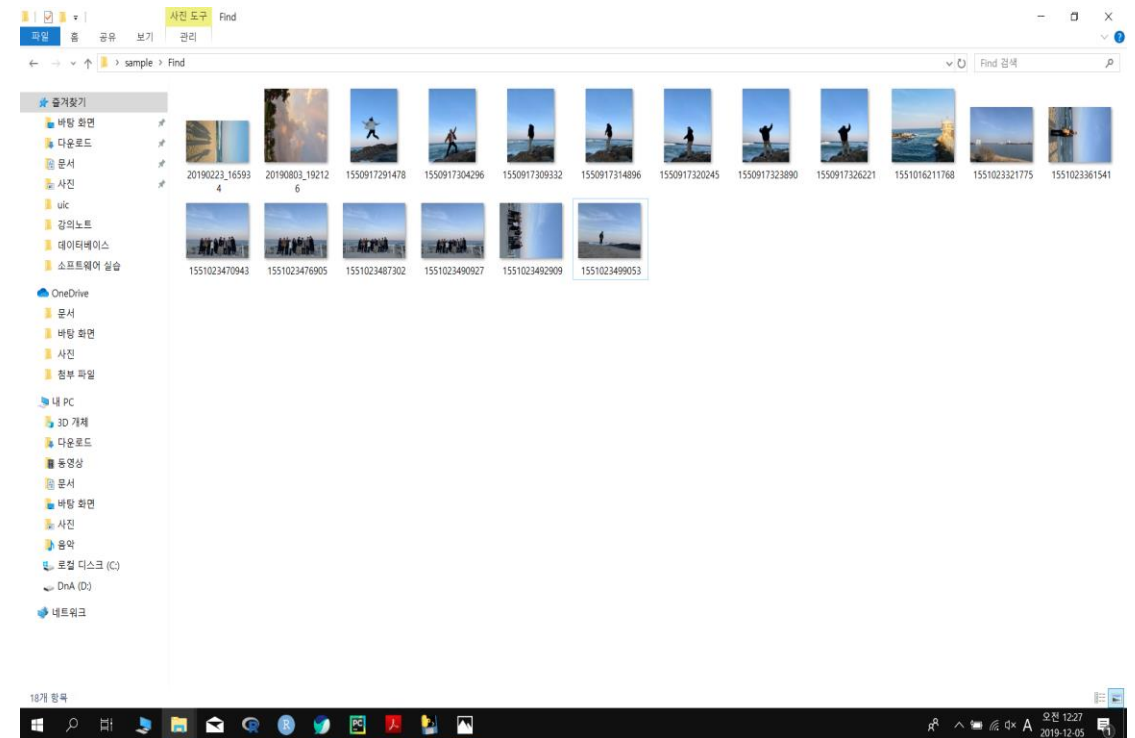 사진 도구 Find
파일 홈 공유 보기 관리
sample Find Find 검색
즐겨찾기
바탕 화면
다운로드
문서
사진
uic
강의노트
데이터베이스
소프트웨어 실습
OneDrive
문서
바탕 화면
사진
첨부 파일
내 PC
3D 개체
다운로드
동영상
문서
바탕 화면
사진
음악
로컬 디스크 (C:)
DnA (D:)
네트워크
20190223_16593 20190803_19212 1550917291478 1550917304296 1550917309332 1550917314896 1550917320245 1550917323890 1550917326221 1551016211768 1551023321775 1551023361541
4 6
1551023470943 1551023476905 1551023487302 1551023490927 1551023492909 1551023499053
18개 항목
R PC A 오전 12:27
2019-12-05